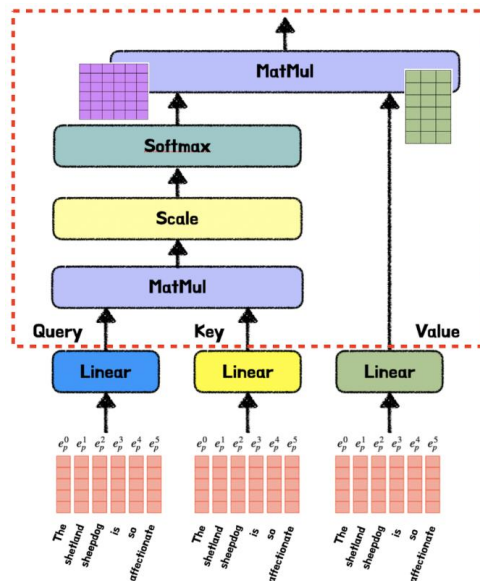 MatMul
Softmax
Scale
MatMul
Query Key Value
Linear Linear Linear
e_p^0 e_p^1 e_p^2 e_p^3 e_p^4 e_p^5 e_p^0 e_p^1 e_p^2 e_p^3 e_p^4 e_p^5 e_p^0 e_p^1 e_p^2 e_p^3 e_p^4 e_p^5
The shetland sheepdog is so affectionate The shetland sheepdog is so affectionate The shetland sheepdog is so affectionate